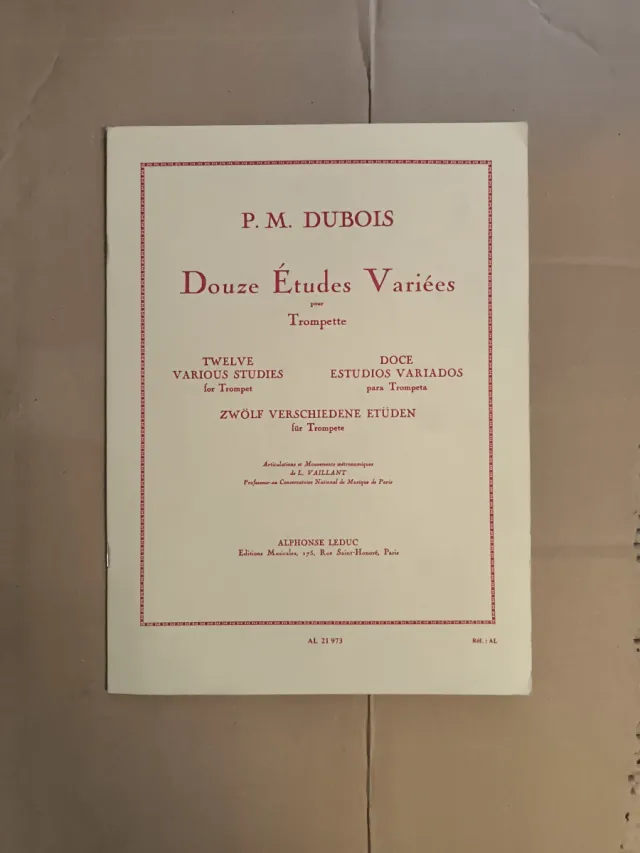 P. M. DUBOIS
Douze Études Variées
pour
Trompette
TWELVE
VARIOUS STUDIES
for Trompet
DOCE
ESTUDIOS VARIADOS
para Trompeta
ZWÖLF VERSCHIEDENE ETÜDEN
für Trompete
Articulations et Mouvements métronomiques
de L. VAILLANT
Professeur au Conservatoire National de Musique de Paris
ALPHONSE LEDUC
Editions Musicales, 175, Rue Saint-Honoré, Paris
AL 21 973
Réf. : AL